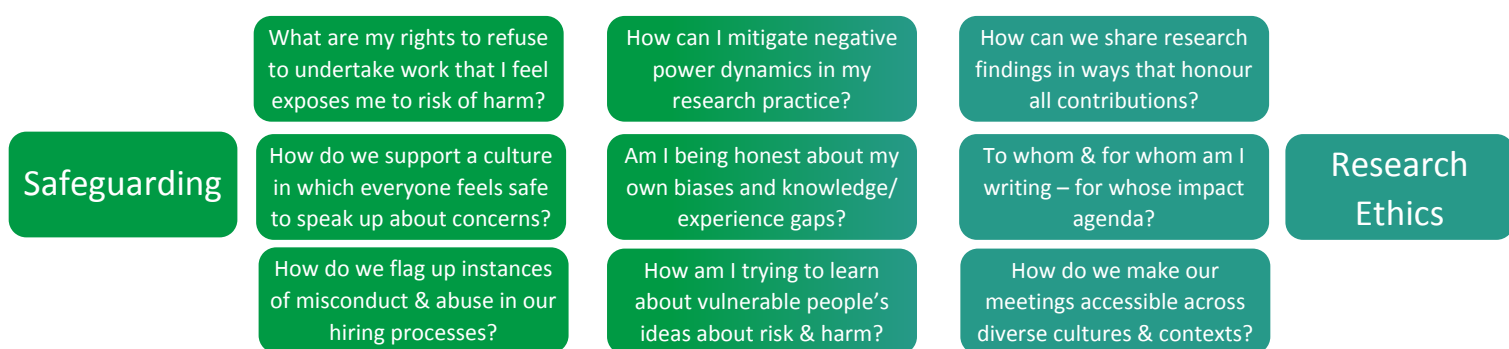 Safeguarding
What are my rights to refuse
to undertake work that I feel
exposes me to risk of harm?
How do we support a culture
in which everyone feels safe
to speak up about concerns?
How do we flag up instances
of misconduct & abuse in our
hiring processes?
How can I mitigate negative
power dynamics in my
research practice?
Am I being honest about my
own biases and knowledge/
experience gaps?
How am I trying to learn
about vulnerable people’s
ideas about risk & harm?
How can we share research
findings in ways that honour
all contributions?
To whom & for whom am I
writing – for whose impact
agenda?
How do we make our
meetings accessible across
diverse cultures & contexts?
Research
Ethics